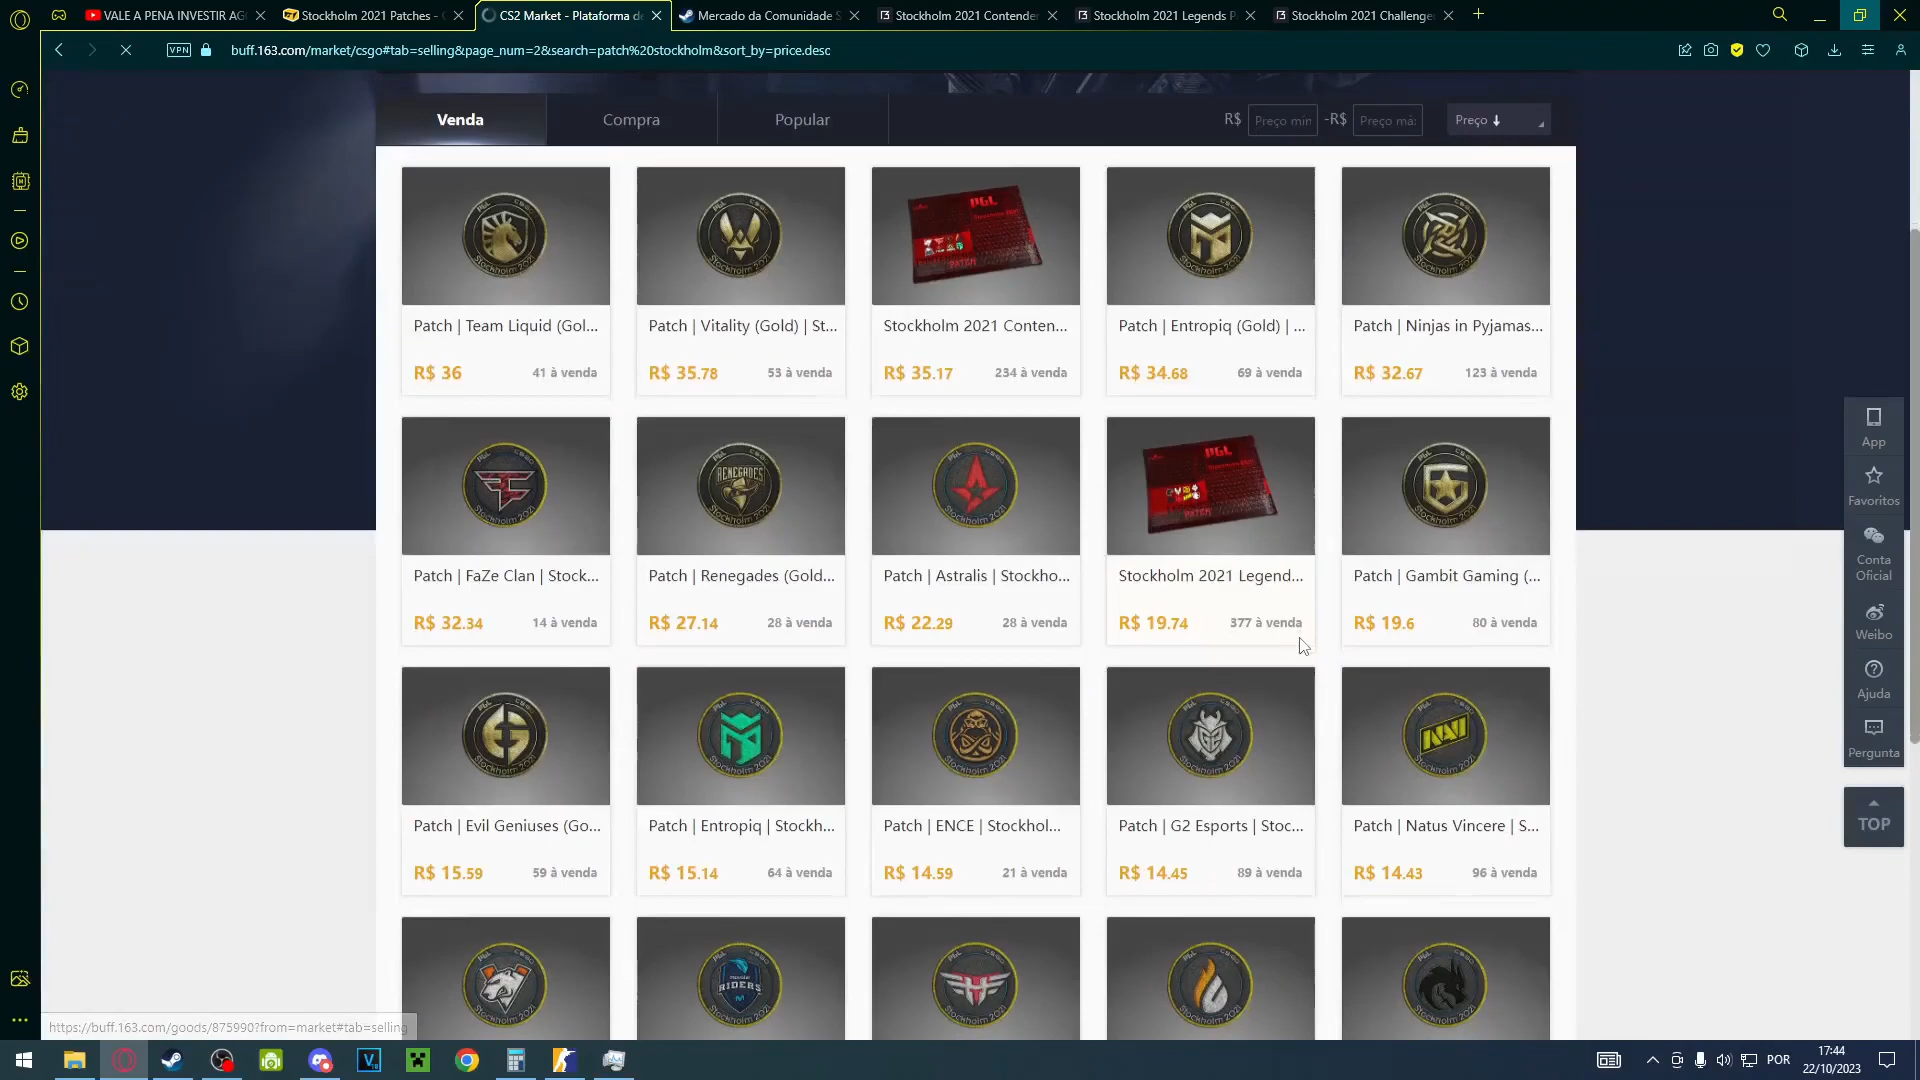 VALE A PENA INVESTIR AG
Stockholm 2021 Patches -
CS2 Market - Plataforma de
Mercado da Comunidade S
Stockholm 2021 Contender
Stockholm 2021 Legends P
Stockholm 2021 Challenge
VPN
buff.163.com/market/csgo#tab=selling&page_num=2&search=patch%20stockholm&sort_by=price.desc
Venda
Compra
Popular
R$
Preço mín
-R$
Preço má
Preço
Patch | Team Liquid (Gol...
R$ 36
41 à venda
Patch | Vitality (Gold) | St...
R$ 35.78
53 à venda
Stockholm 2021 Conten...
R$ 35.17
234 à venda
Patch | Entropiq (Gold) | ...
R$ 34.68
69 à venda
Patch | Ninjas in Pyjamas...
R$ 32.67
123 à venda
Patch | FaZe Clan | Stock...
R$ 32.34
14 à venda
Patch | Renegades (Gold...
R$ 27.14
28 à venda
Patch | Astralis | Stockho...
R$ 22.29
28 à venda
Stockholm 2021 Legend...
R$ 19.74
377 à venda
Patch | Gambit Gaming (...
R$ 19.6
80 à venda
Patch | Evil Geniuses (Go...
R$ 15.59
59 à venda
Patch | Entropiq | Stockh...
R$ 15.14
64 à venda
Patch | ENCE | Stockhol...
R$ 14.59
21 à venda
Patch | G2 Esports | Stoc...
R$ 14.45
89 à venda
Patch | Natus Vincere | S...
R$ 14.43
96 à venda
App
Favoritos
Conta
Oficial
Weibo
Ajuda
Pergunta
TOP
https://buff.163.com/goods/875990?from=market#tab=selling
POR
17:44
22/10/2023